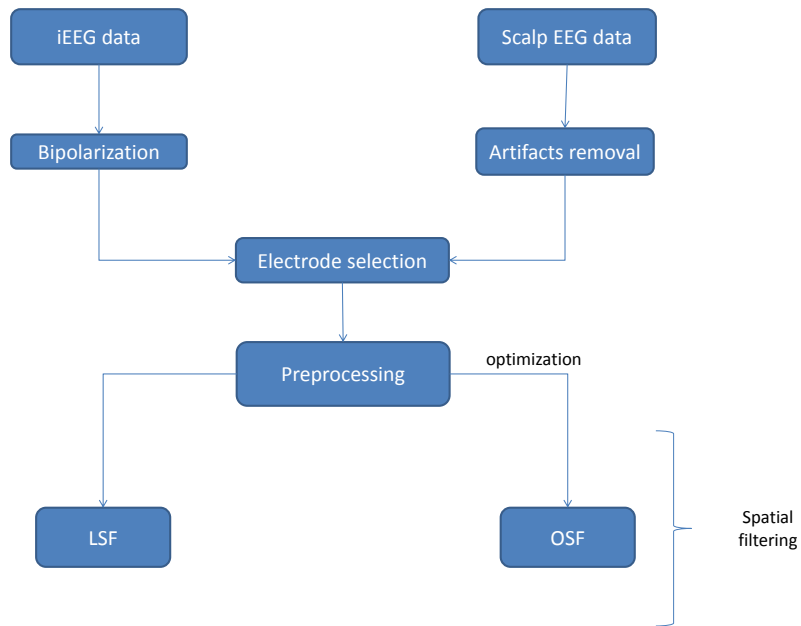 iEEG data
Scalp EEG data
Bipolarization
Artifacts removal
Electrode selection
Preprocessing
optimization
LSF
OSF
Spatial
filtering